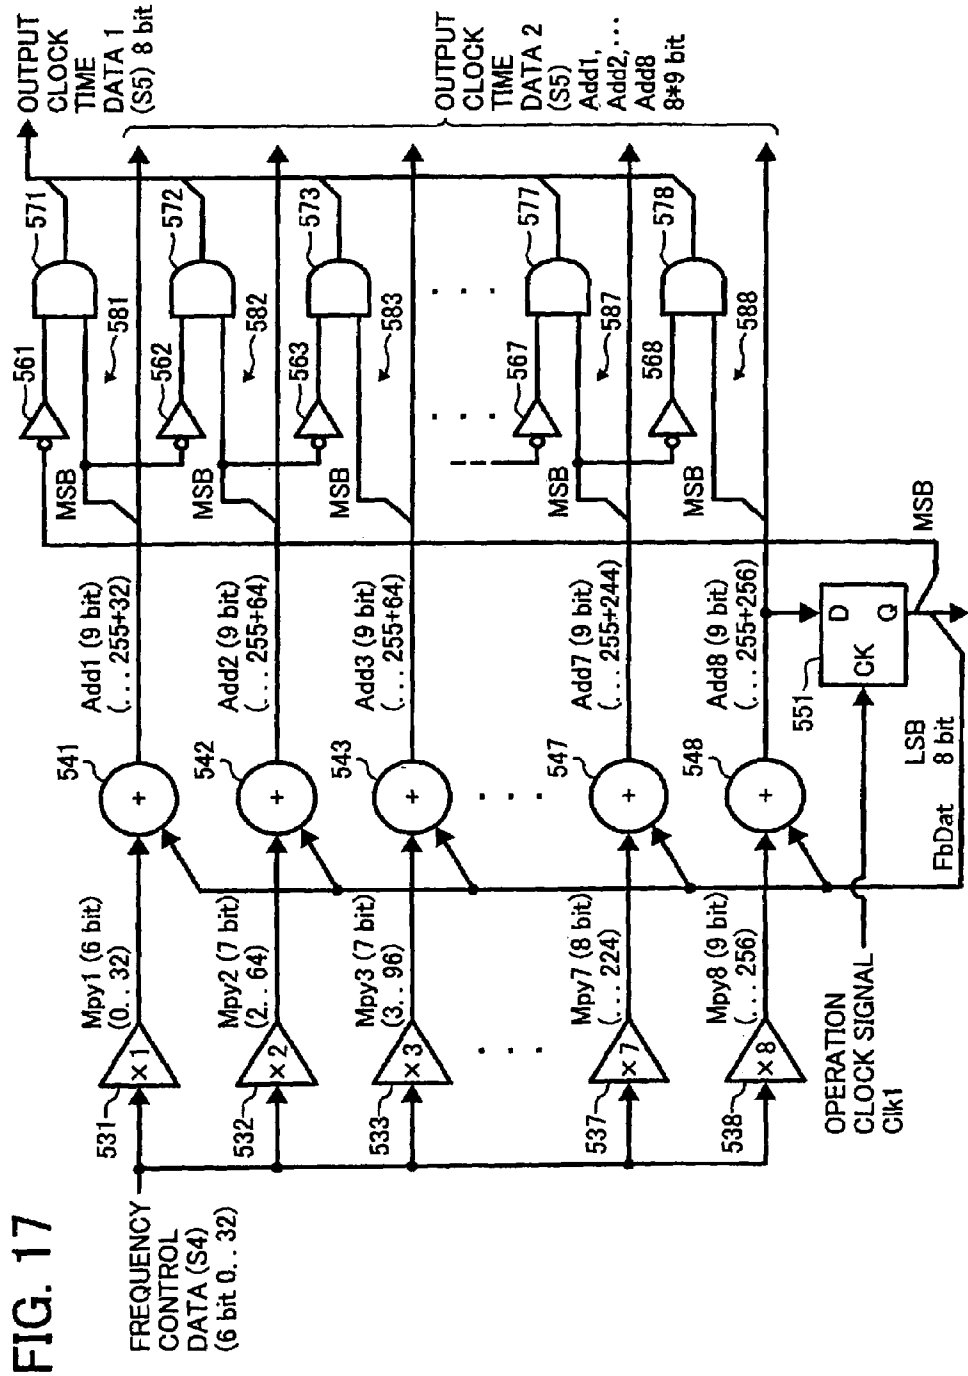 FIG. 17
FREQUENCY
CONTROL
DATA (S4)
(6 bit 0. . 32)
531
×1
Mpy1 (6 bit)
(0. . 32)
541
+
Add1 (9 bit)
(. . . 255+32)
MSB
561
571
581
532
×2
Mpy2 (7 bit)
(2. . 64)
542
+
Add2 (9 bit)
(. . . 255+64)
MSB
562
572
582
533
×3
Mpy3 (7 bit)
(3. . 96)
543
+
Add3 (9 bit)
(. . . 255+64)
MSB
563
573
583
. . .
. . .
. . .
. . .
537
×7
Mpy7 (8 bit)
(. . . 224)
547
+
Add7 (9 bit)
(. . . 255+244)
MSB
567
577
587
538
×8
Mpy8 (9 bit)
(. . . 256)
548
+
Add8 (9 bit)
(. . . 255+256)
MSB
568
578
588
OUTPUT
CLOCK
TIME
DATA 1
(S5) 8 bit
OUTPUT
CLOCK
TIME
DATA 2
(S5)
Add1,
Add2,...
Add8
8*9 bit
OPERATION
CLOCK SIGNAL
Clk1
551
D
CK
Q
LSB
8 bit
FbDat
MSB